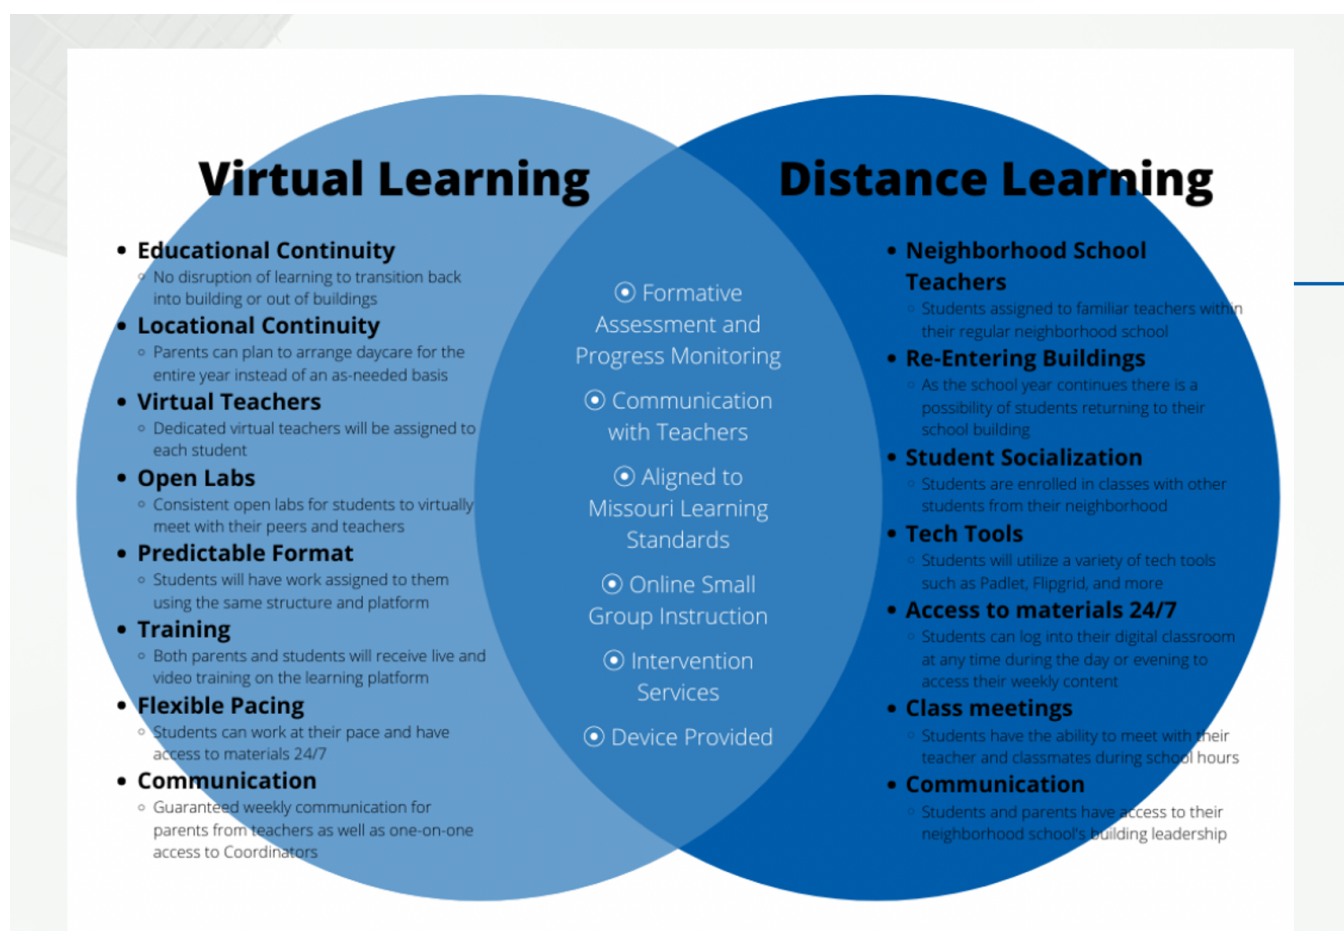 Virtual Learning
• Educational Continuity
◦ No disruption of learning to transition back
into building or out of buildings
• Locational Continuity
◦ Parents can plan to arrange daycare for the
entire year instead of an as-needed basis
• Virtual Teachers
◦ Dedicated virtual teachers will be assigned to
each student
• Open Labs
◦ Consistent open labs for students to virtually
meet with their peers and teachers
• Predictable Format
◦ Students will have work assigned to them
using the same structure and platform
• Training
◦ Both parents and students will receive live and
video training on the learning platform
• Flexible Pacing
◦ Students can work at their pace and have
access to materials 24/7
• Communication
◦ Guaranteed weekly communication for
parents from teachers as well as one-on-one
access to Coordinators
⦿ Formative
Assessment and
Progress Monitoring
⦿ Communication
with Teachers
⦿ Aligned to
Missouri Learning
Standards
⦿ Online Small
Group Instruction
⦿ Intervention
Services
⦿ Device Provided
Distance Learning
• Neighborhood School
Teachers
◦ Students assigned to familiar teachers within
their regular neighborhood school
• Re-Entering Buildings
◦ As the school year continues there is a
possibility of students returning to their
school building
• Student Socialization
◦ Students are enrolled in classes with other
students from their neighborhood
• Tech Tools
◦ Students will utilize a variety of tech tools
such as Padlet, Flipgrid, and more
• Access to materials 24/7
◦ Students can log into their digital classroom
at any time during the day or evening to
access their weekly content
• Class meetings
◦ Students have the ability to meet with their
teacher and classmates during school hours
• Communication
◦ Students and parents have access to their
neighborhood school's building leadership